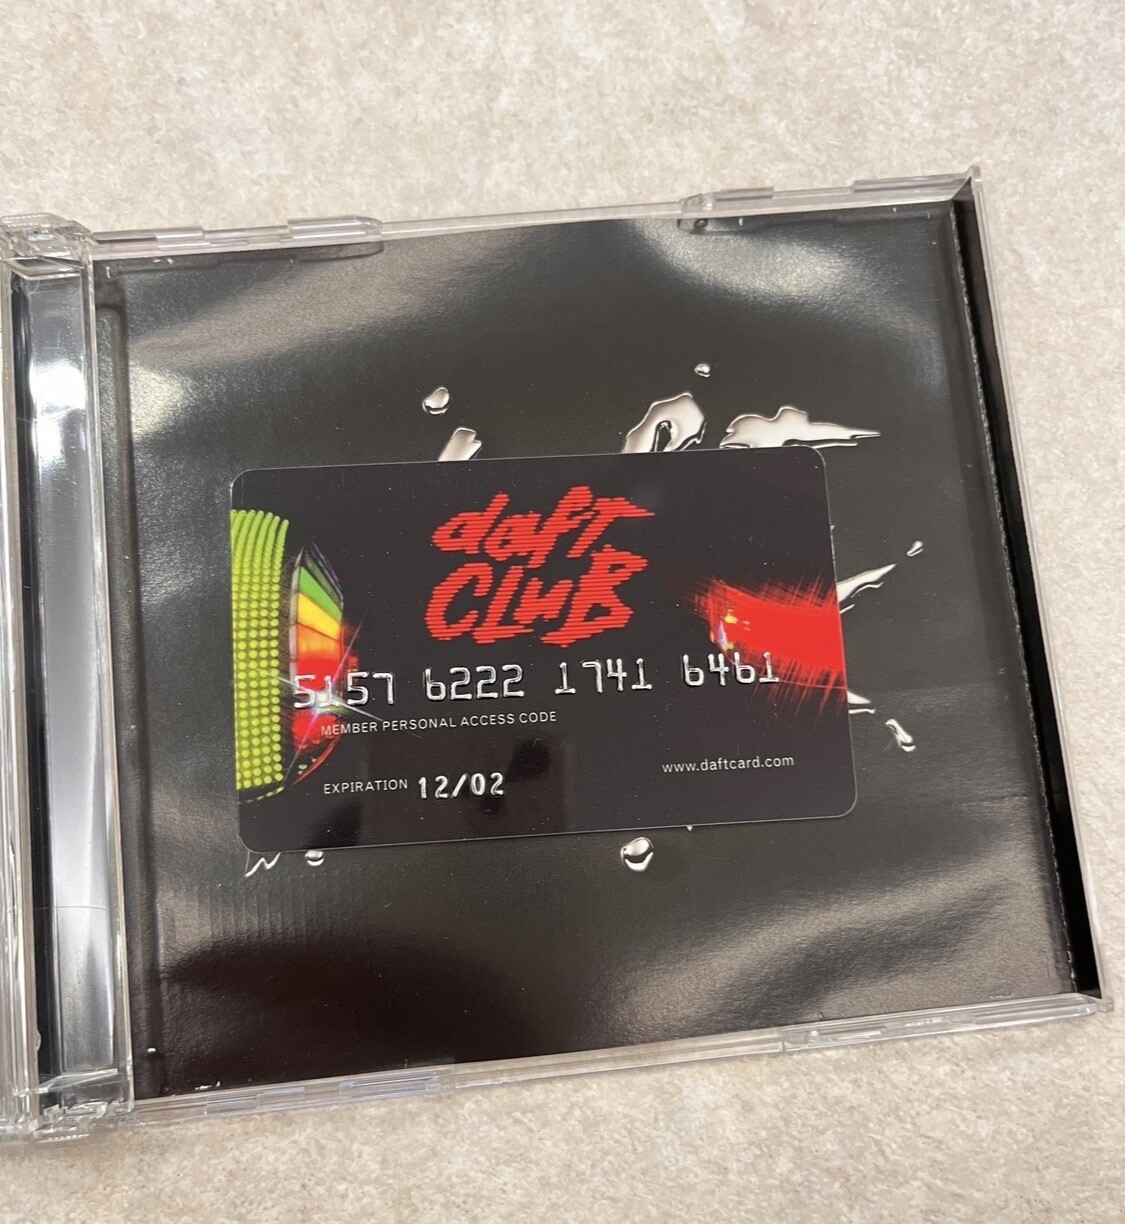 daft
CLuB
5157 6222 1741 6461
MEMBER PERSONAL ACCESS CODE
www.daftcard.com
EXPIRATION 12/02